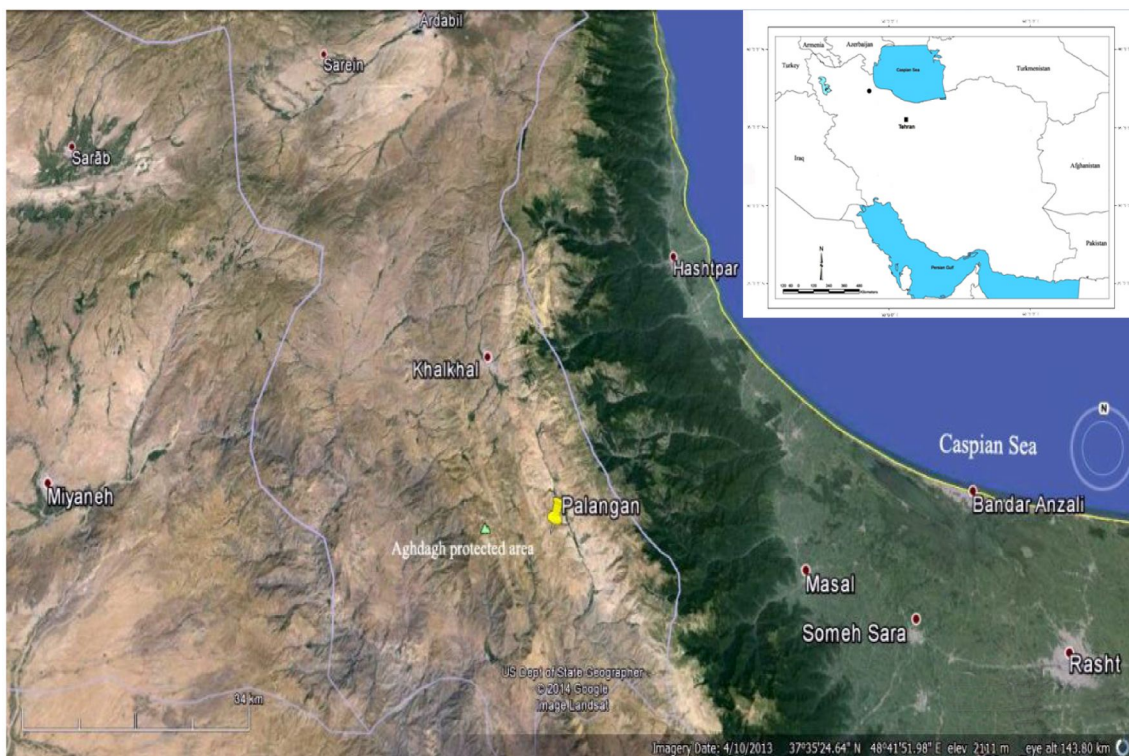 Ardabil
Sarein
Sarāb
Hashtpar
Khalkhal
Miyaneh
Palangan
Aghdagh protected area
Caspian Sea
N
Bandar Anzali
Masal
Someh Sara
Rasht
US Dept of State Geographer
© 2014 Google
Image Landsat
34 km
Imagery Date: 4/10/2013 37°35'24.64" N 48°41'51.98" E elev 2111 m eye alt 143.80 km
Armenia
Azerbaijan
Turkey
Caspian Sea
Turkmenistan
Tahran
Iraq
Afghanistan
Pakistan
Persian Gulf
N